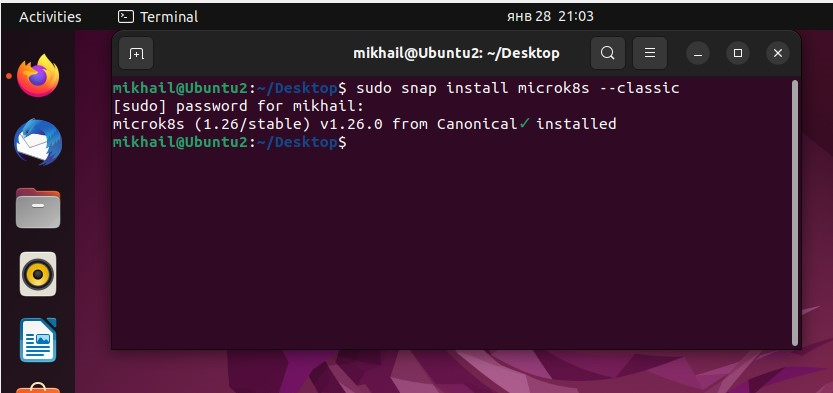 Activities
Terminal
янв 28 21:03
mikhail@Ubuntu2: ~/Desktop
mikhail@Ubuntu2:~/Desktop$ sudo snap install microk8s --classic
[sudo] password for mikhail:
microk8s (1.26/stable) v1.26.0 from Canonical✓ installed
mikhail@Ubuntu2:~/Desktop$